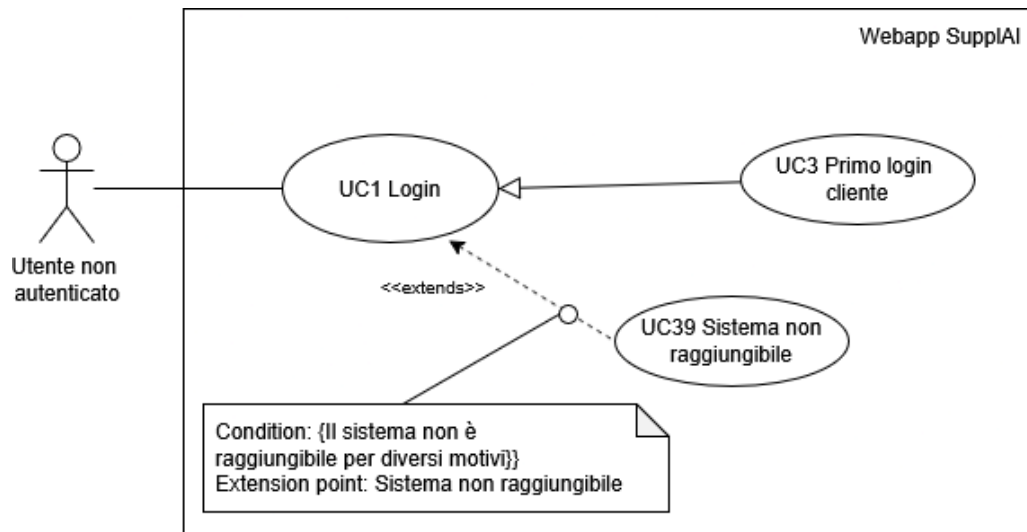 Webapp SupplAI
UC3 Primo login
cliente
UC1 Login
Utente non
autenticato
<<extends>>
UC39 Sistema non
raggiungibile
Condition: {Il sistema non è
raggiungibile per diversi motivi}}
Extension point: Sistema non raggiungibile